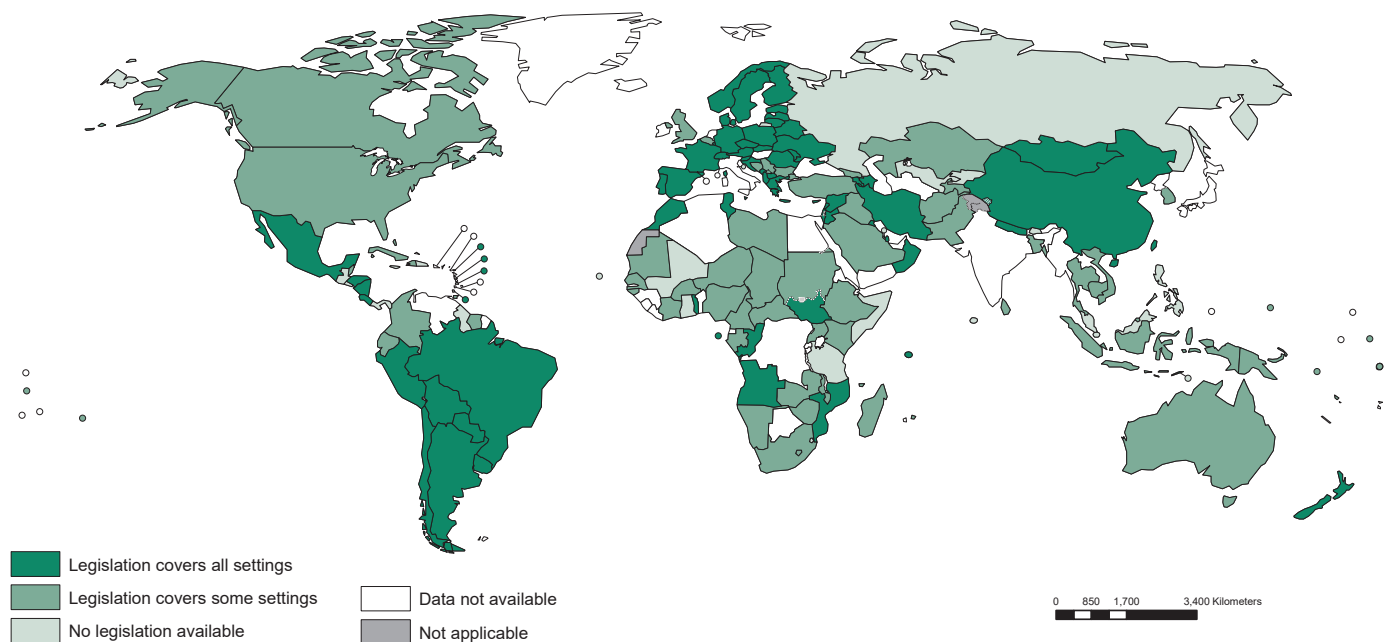 Legislation covers all settings
Legislation covers some settings
No legislation available
Data not available
Not applicable
0 850 1,700 3,400 Kilometers